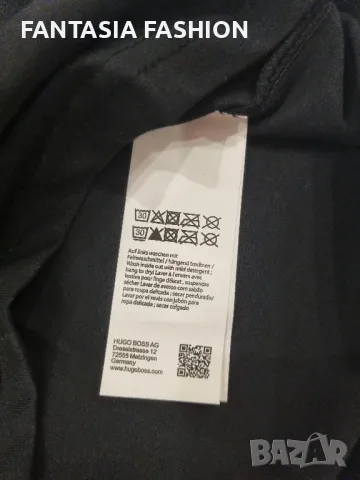 FANTASIA FASHION
30
30
Auf links waschen mit
Feinwaschmittel / hängend trocknen /
Wash inside out with mild detergent;
hang to dry/ Laver à l'envers avec
lessive pour linge délicat, suspendre
sécher/ Lavar de avesso com sabão
para roupa delicada; secar pendurado/
Lavar por el revés con jabón para
ropa delicada; secar colgado
HUGO BOSS AG
Dieselstrasse 12
72555 Metzingen
Germany
www.hugoboss.com
BAZAR